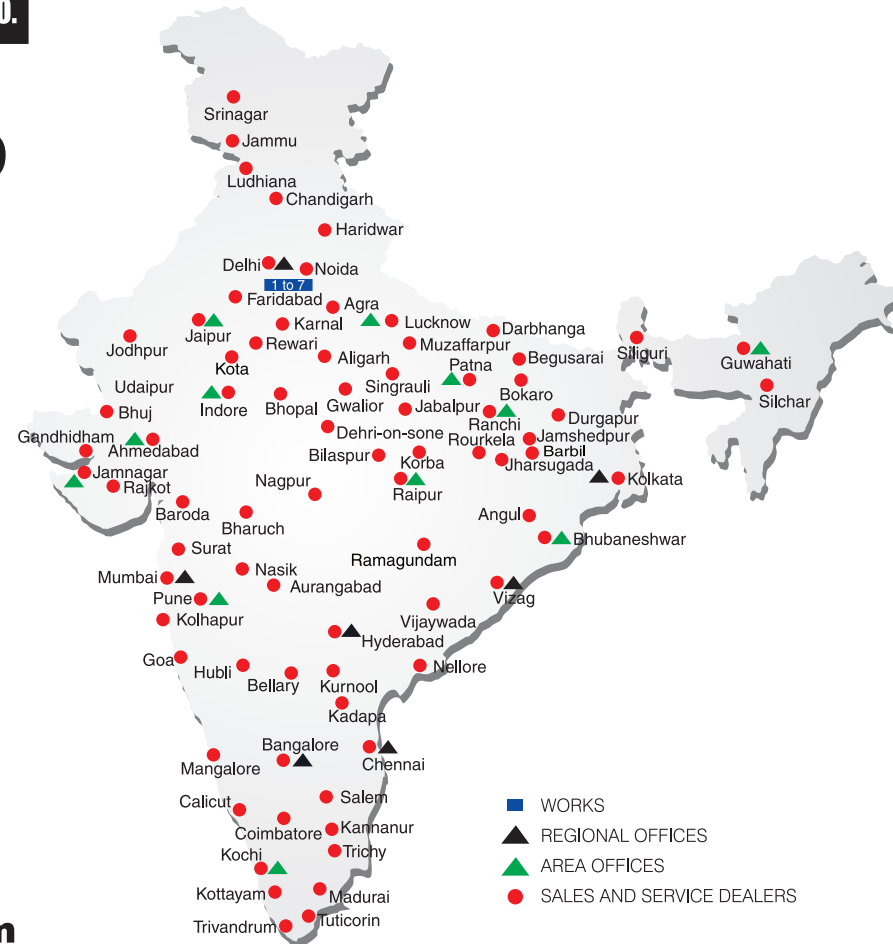 0.
)
Srinagar
Jammu
Ludhiana
Chandigarh
Haridwar
Delhi
Noida
1 to 7
Faridabad
Agra
Jaipur
Karnal
Lucknow
Darbhanga
Jodhpur
Rewari
Muzaffarpur
Siliguri
Guwahati
Kota
Aligarh
Patna
Begusarai
Udaipur
Singrauli
Bokaro
Silchar
Indore
Bhopal
Gwalior
Jabalpur
Ranchi
Durgapur
Bhuj
Dehri-on-sone
Rourkela
Jamshedpur
Gandhidham
Ahmedabad
Bilaspur
Korba
Barbil
Jharsugada
Jamnagar
Rajkot
Nagpur
Raipur
Kolkata
Baroda
Bharuch
Angul
Bhubaneshwar
Surat
Ramagundam
Nasik
Mumbai
Aurangabad
Pune
Vizag
Kolhapur
Vijaywada
Hyderabad
Goa
Hubli
Nellore
Bellary
Kurnool
Kadapa
Bangalore
Mangalore
Chennai
Calicut
Salem
WORKS
Coimbatore
Kannanur
REGIONAL OFFICES
Kochi
Trichy
AREA OFFICES
Kottayam
Madurai
SALES AND SERVICE DEALERS
Trivandrum
Tuticorin